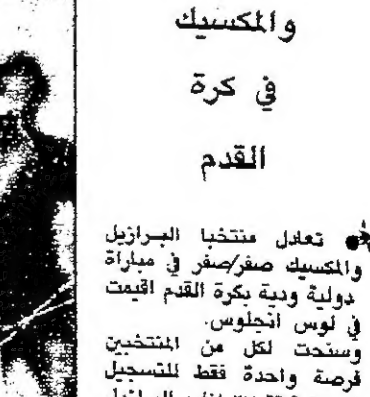 والمكسيك
في كرة
القدم
تعادل منتخبا البرازيل
والمكسيك صفر/صفر في مباراة
دولية ودية بكرة القدم اقيمت
في لوس انجلوس.
وسنحت لكل من المنتخبين
فرصة واحدة فقط للتسجيل